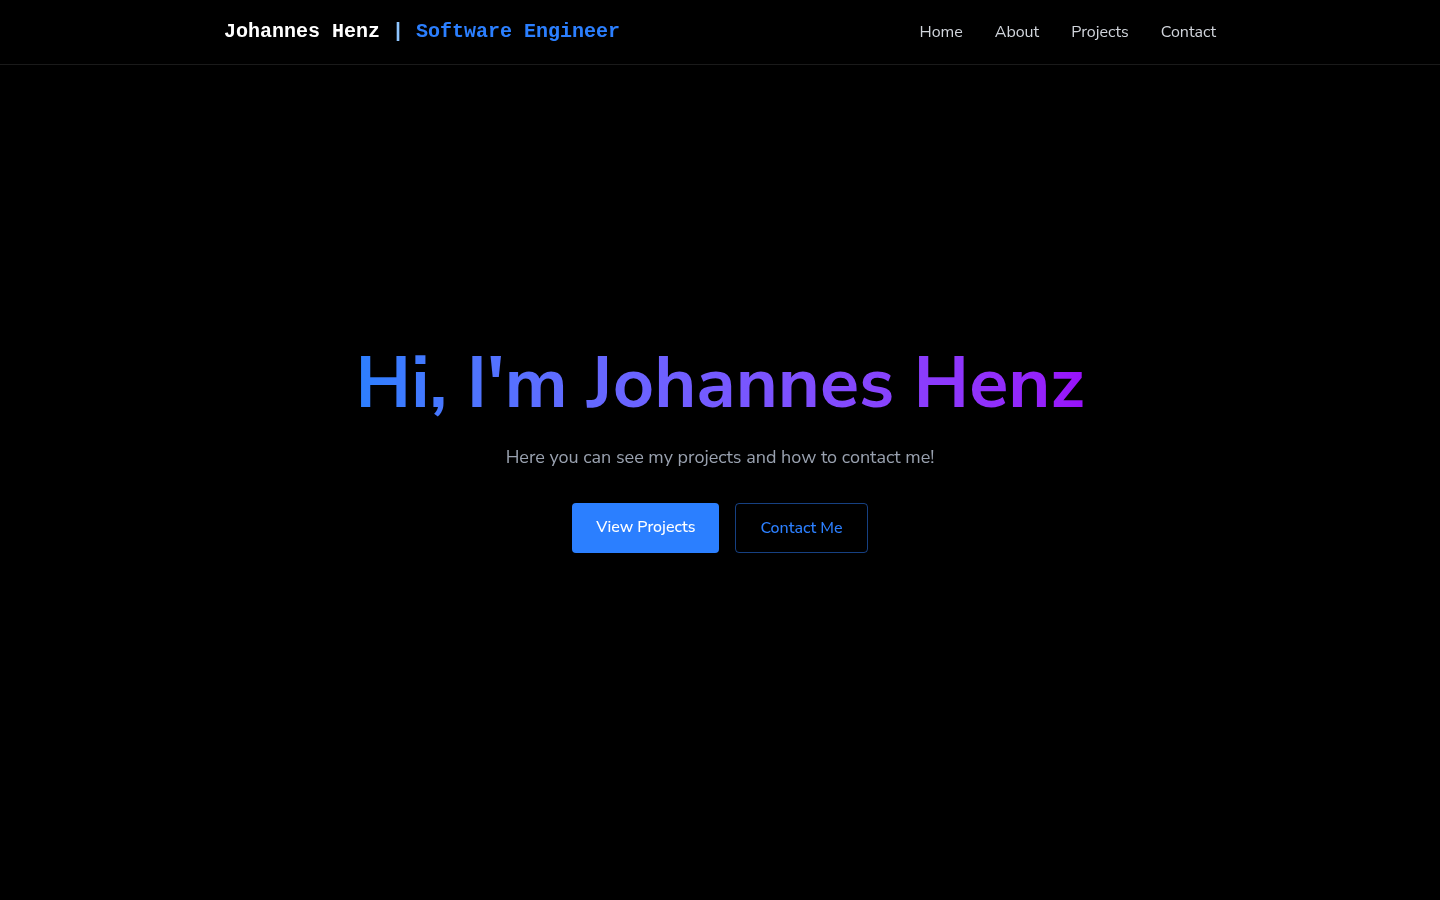 Johannes Henz | Software Engineer
Home About Projects Contact
Hi, I'm Johannes Henz
Here you can see my projects and how to contact me!
View Projects Contact Me